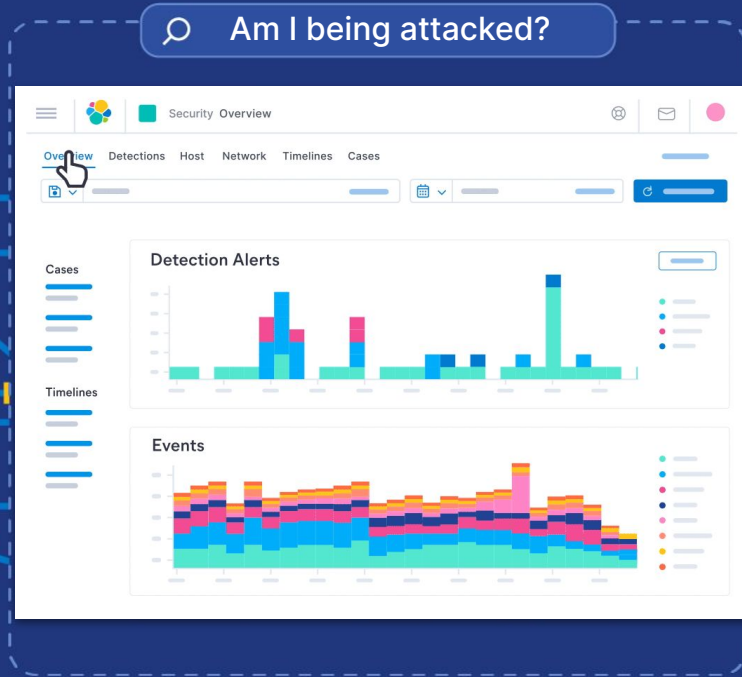 Am I being attacked?
Security Overview
Overview Detections Host Network Timelines Cases
Cases
Detection Alerts
Timelines
Events